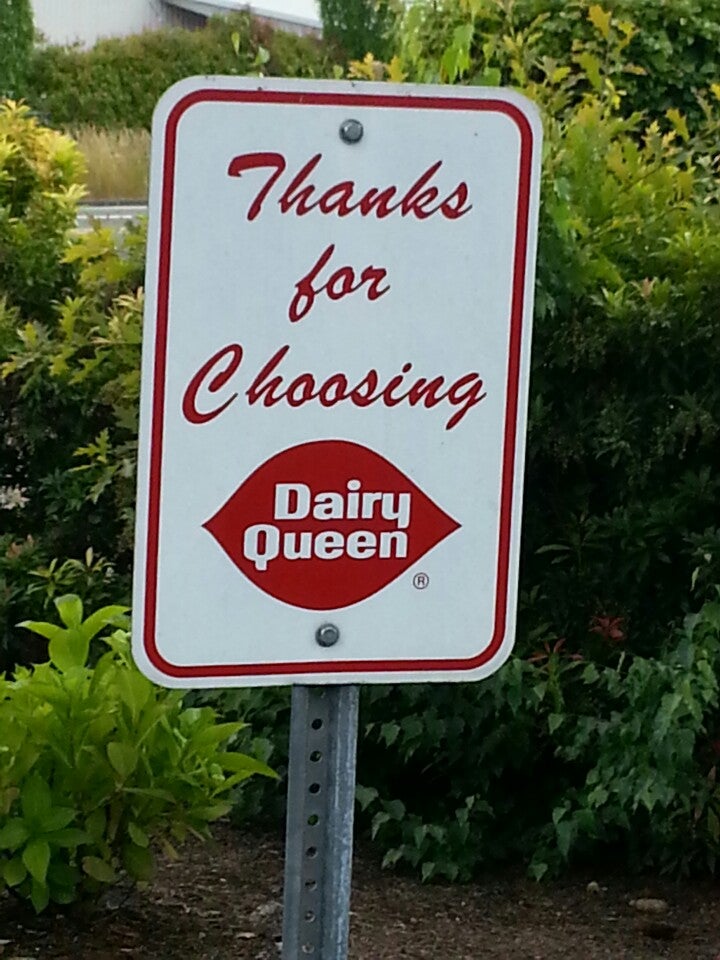 Thanks
for
Choosing
Dairy
Queen
®